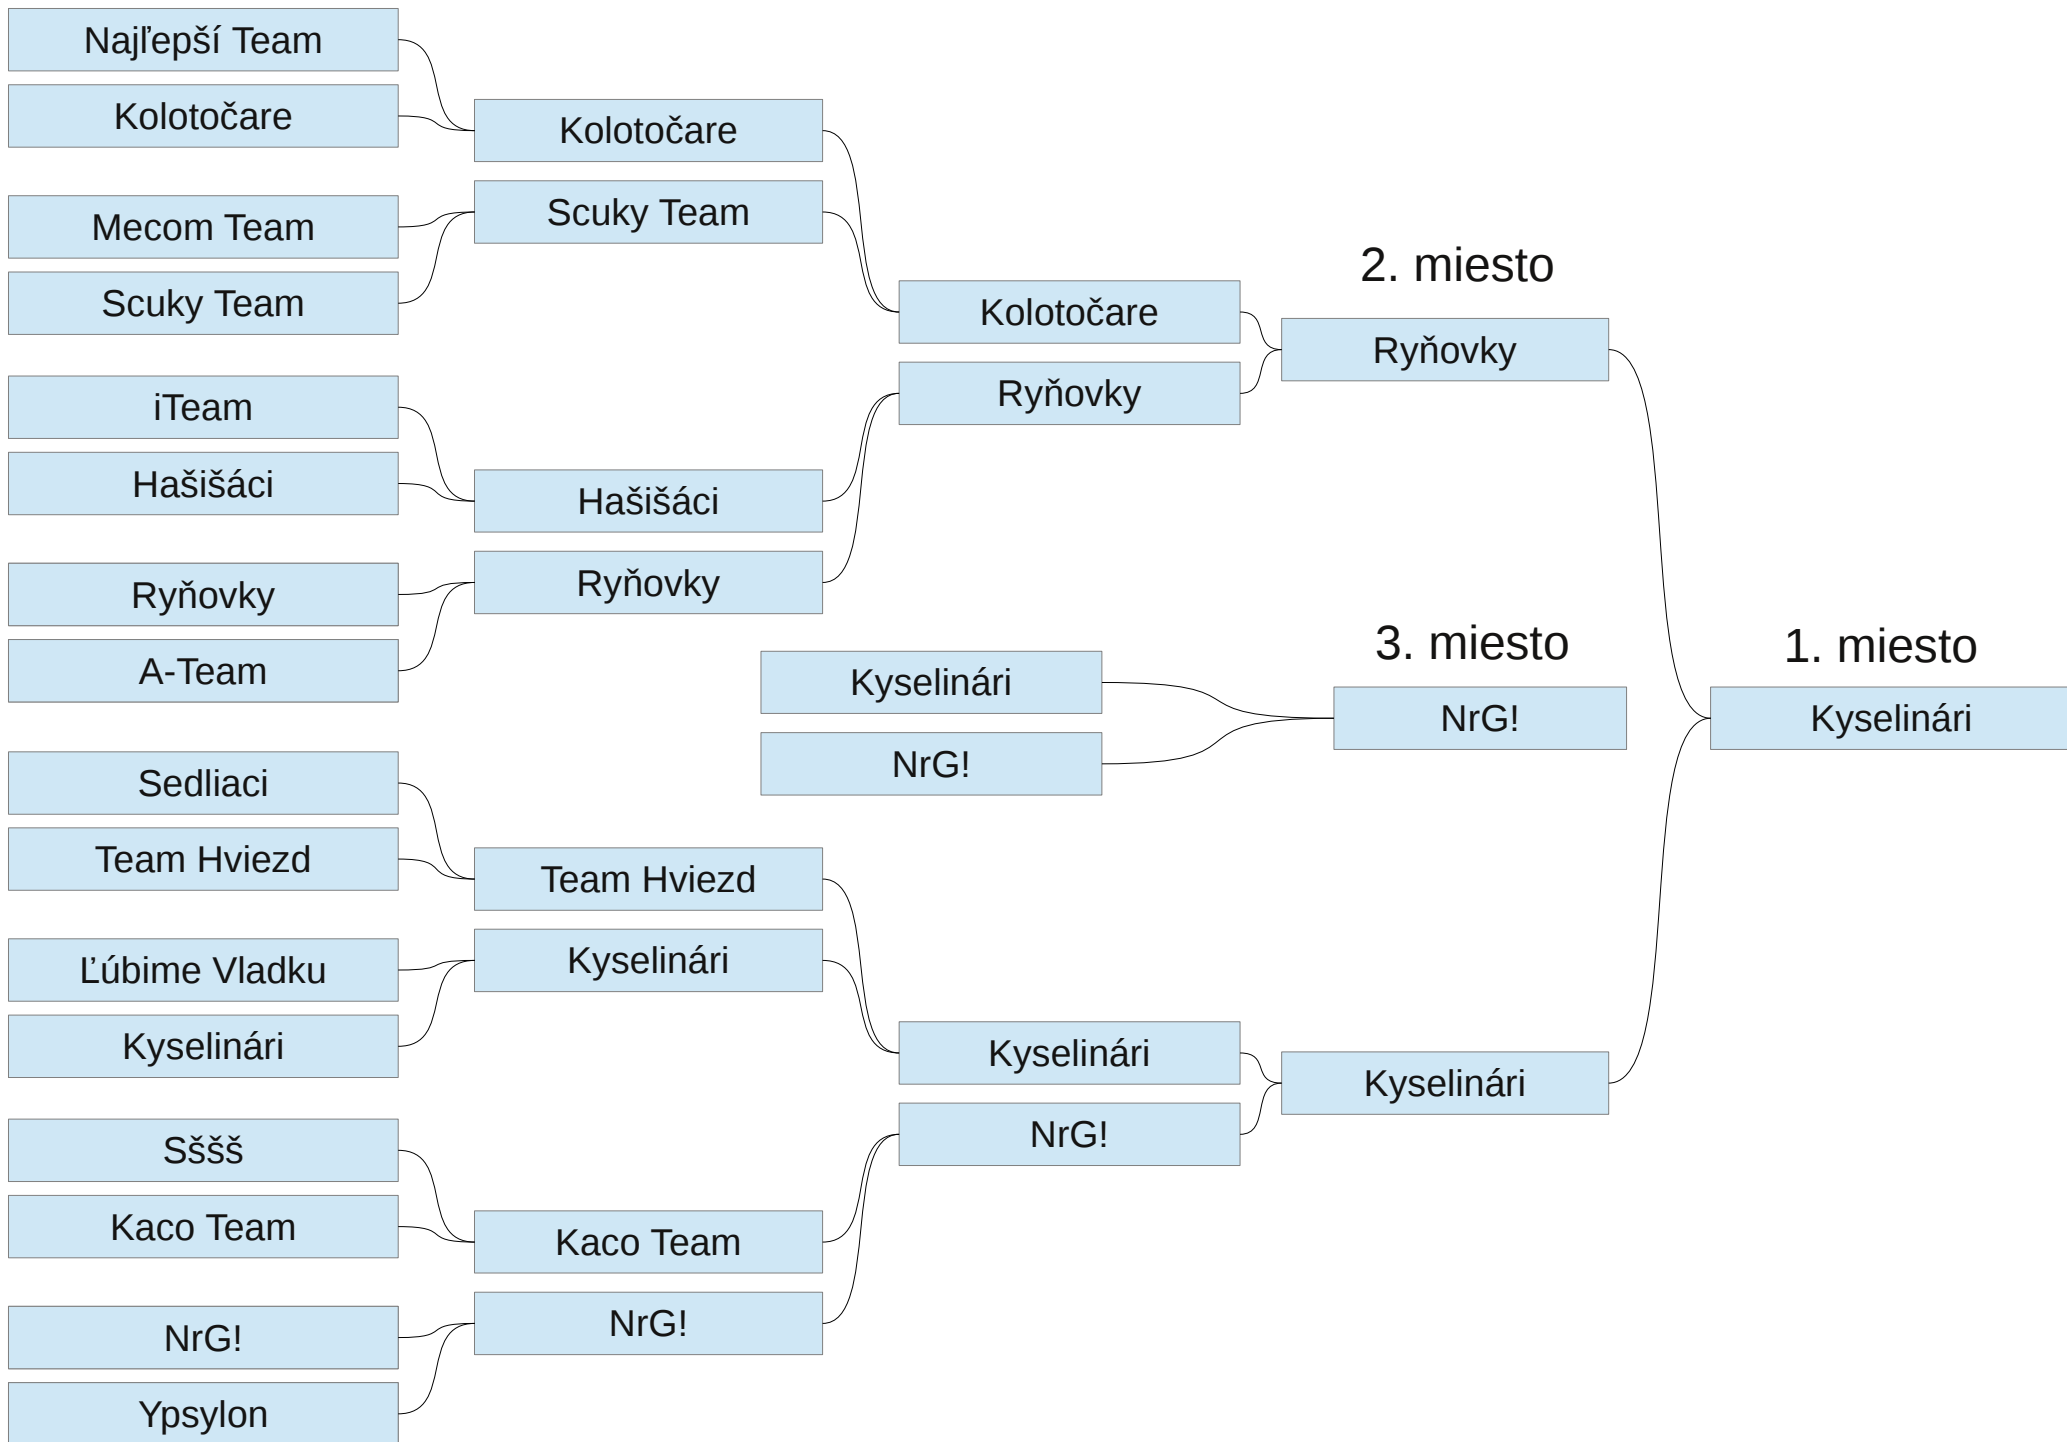 Najľepší Team
Kolotočare
Mecom Team
Scuky Team
iTeam
Hašišáci
Ryňovky
A-Team
Sedliaci
Team Hviezd
Ľúbime Vladku
Kyselinári
Sššš
Kaco Team
NrG!
Ypsylon
Kolotočare
Scuky Team
Hašišáci
Ryňovky
Team Hviezd
Kyselinári
Kaco Team
NrG!
Kolotočare
Ryňovky
Kyselinári
NrG!
Kyselinári
NrG!
2. miesto
Ryňovky
3. miesto
NrG!
Kyselinári
1. miesto
Kyselinári